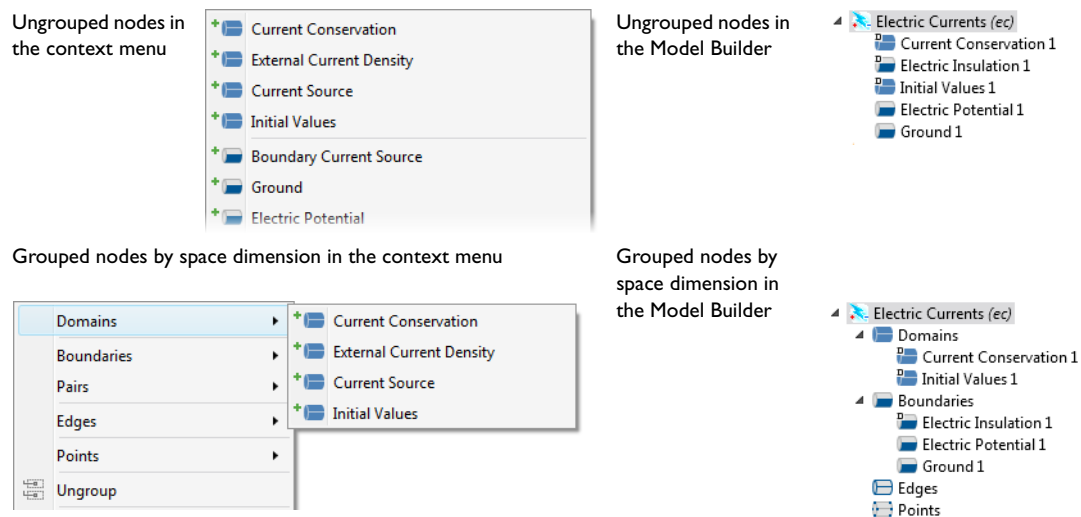 Ungrouped nodes in
the context menu
Current Conservation
External Current Density
Current Source
Initial Values
Boundary Current Source
Ground
Electric Potential
Ungrouped nodes in
the Model Builder
Electric Currents (ec)
Current Conservation 1
Electric Insulation 1
Initial Values 1
Electric Potential 1
Ground 1
Grouped nodes by space dimension in the context menu
Domains
Boundaries
Pairs
Edges
Points
Ungroup
Current Conservation
External Current Density
Current Source
Initial Values
Grouped nodes by
space dimension in
the Model Builder
Electric Currents (ec)
Domains
Current Conservation 1
Initial Values 1
Boundaries
Electric Insulation 1
Electric Potential 1
Ground 1
Edges
Points